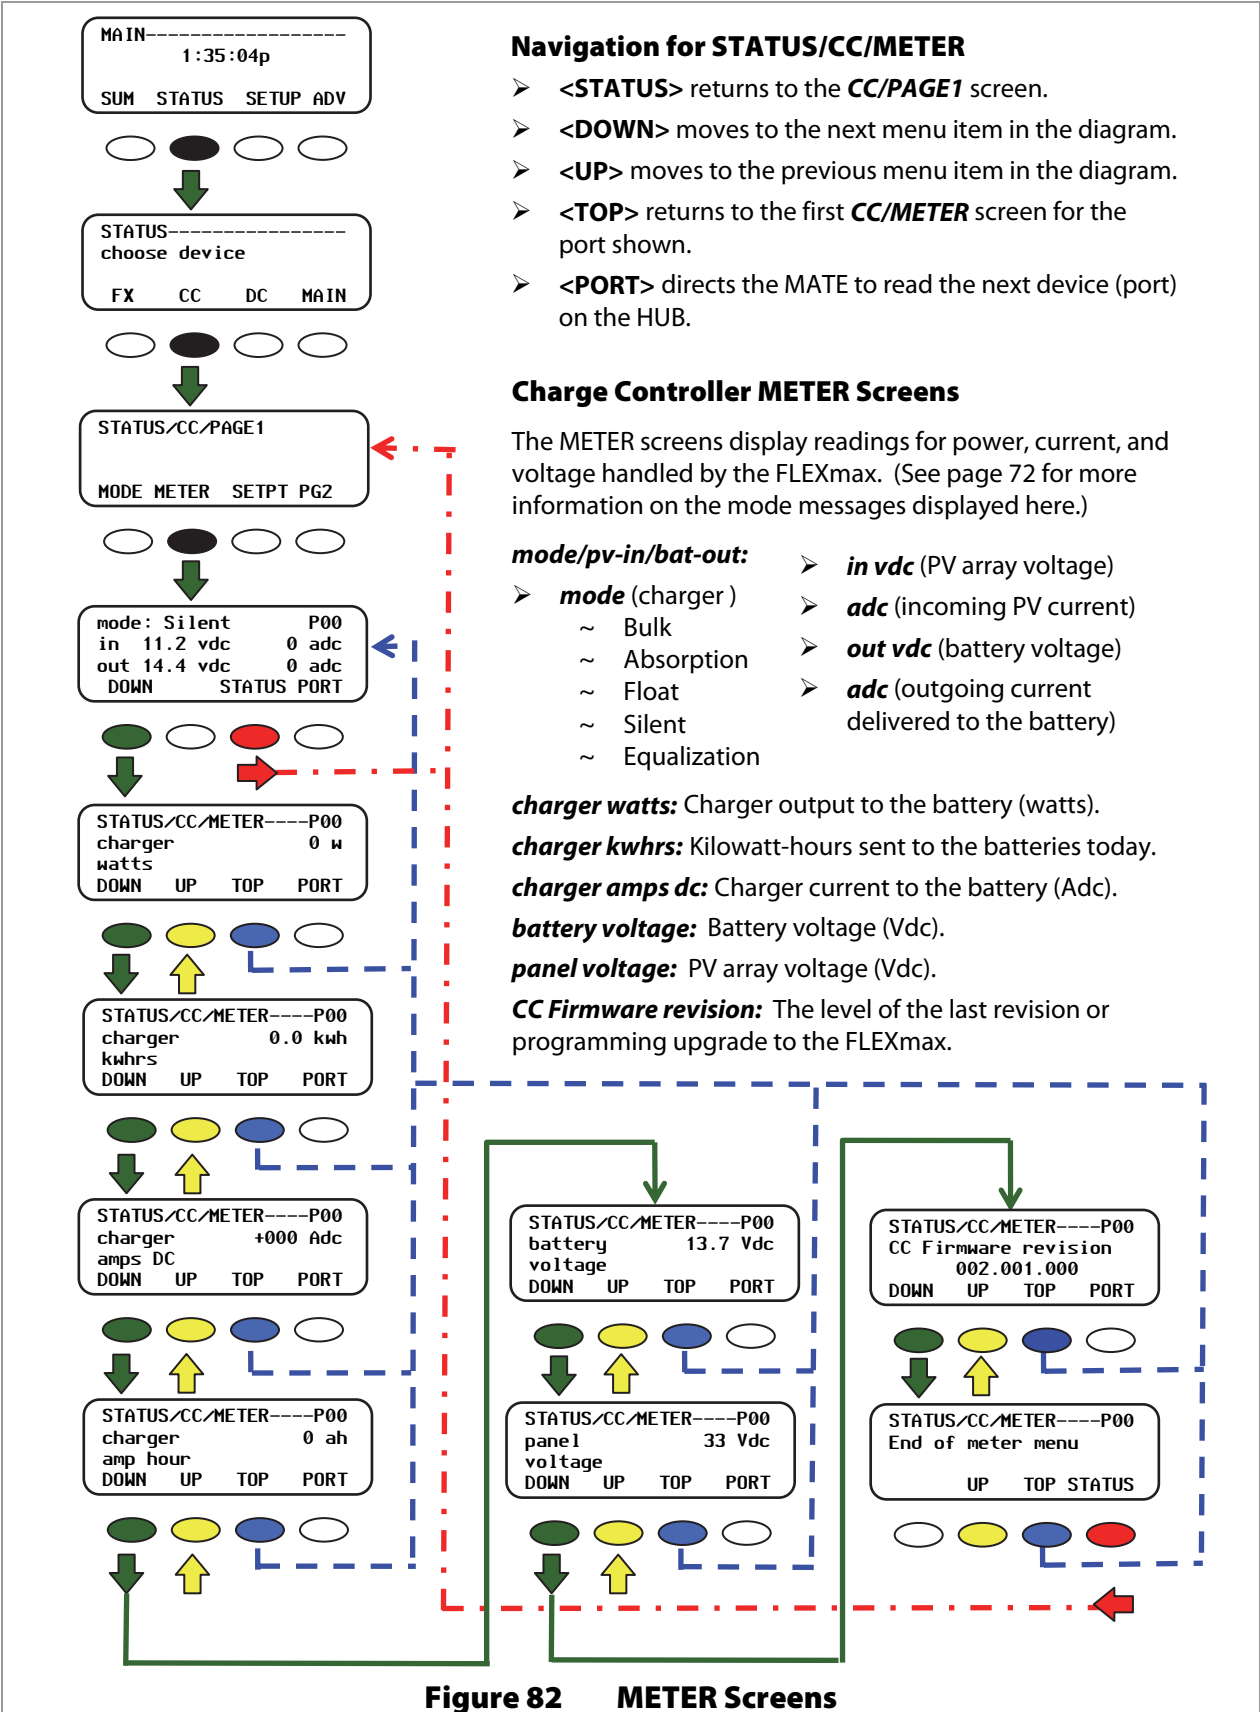 MAIN-------------------
1:35:04p
SUM STATUS SETUP ADV
STATUS-----------------
choose device
FX CC DC MAIN
STATUS/CC/PAGE1
MODE METER SETPT PG2
mode: Silent P00
in 11.2 vdc 0 adc
out 14.4 vdc 0 adc
DOWN STATUS PORT
STATUS/CC/METER----P00
charger 0 w
watts
DOWN UP TOP PORT
STATUS/CC/METER----P00
charger 0.0 kwh
kwhrs
DOWN UP TOP PORT
STATUS/CC/METER----P00
charger +000 Adc
amps DC
DOWN UP TOP PORT
STATUS/CC/METER----P00
charger 0 ah
amp hour
DOWN UP TOP PORT
Navigation for STATUS/CC/METER
➢ <STATUS> returns to the CC/PAGE1 screen.
➢ <DOWN> moves to the next menu item in the diagram.
➢ <UP> moves to the previous menu item in the diagram.
➢ <TOP> returns to the first CC/METER screen for the
port shown.
➢ <PORT> directs the MATE to read the next device (port)
on the HUB.
Charge Controller METER Screens
The METER screens display readings for power, current, and
voltage handled by the FLEXmax. (See page 72 for more
information on the mode messages displayed here.)
mode/pv-in/bat-out:
➢ mode (charger )
~ Bulk
~ Absorption
~ Float
~ Silent
~ Equalization
➢ in vdc (PV array voltage)
➢ adc (incoming PV current)
➢ out vdc (battery voltage)
➢ adc (outgoing current
delivered to the battery)
charger watts: Charger output to the battery (watts).
charger kwhrs: Kilowatt-hours sent to the batteries today.
charger amps dc: Charger current to the battery (Adc).
battery voltage: Battery voltage (Vdc).
panel voltage: PV array voltage (Vdc).
CC Firmware revision: The level of the last revision or
programming upgrade to the FLEXmax.
STATUS/CC/METER----P00
battery 13.7 Vdc
voltage
DOWN UP TOP PORT
STATUS/CC/METER----P00
panel 33 Vdc
voltage
DOWN UP TOP PORT
STATUS/CC/METER----P00
CC Firmware revision
002.001.000
DOWN UP TOP PORT
STATUS/CC/METER----P00
End of meter menu
UP TOP STATUS
Figure 82 METER Screens